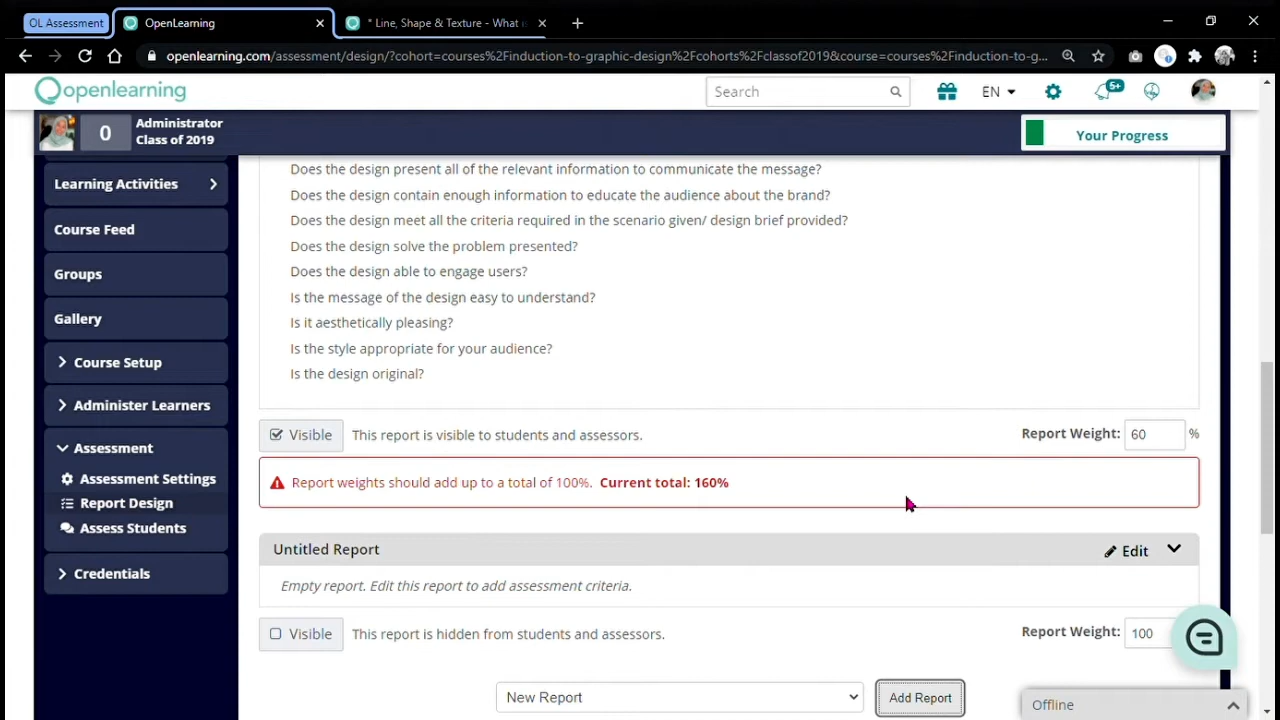 OL Assessment
OpenLearning
* Line, Shape & Texture - What i
openlearning.com/assessment/design/?cohort=courses%2Finduction-to-graphic-design%2Fcohorts%2Fclassof2019&course=courses%2Finduction-to-g...
openlearning
Search
EN
5+
0
Administrator
Class of 2019
Your Progress
Learning Activities
Course Feed
Groups
Gallery
Course Setup
Administer Learners
Assessment
Assessment Settings
Report Design
Assess Students
Credentials
Does the design present all of the relevant information to communicate the message?
Does the design contain enough information to educate the audience about the brand?
Does the design meet all the criteria required in the scenario given/ design brief provided?
Does the design solve the problem presented?
Does the design able to engage users?
Is the message of the design easy to understand?
Is it aesthetically pleasing?
Is the style appropriate for your audience?
Is the design original?
Visible This report is visible to students and assessors. Report Weight: 60 %
Report weights should add up to a total of 100%. Current total: 160%
Untitled Report Edit
Empty report. Edit this report to add assessment criteria.
Visible This report is hidden from students and assessors. Report Weight: 100
New Report Add Report
Offline